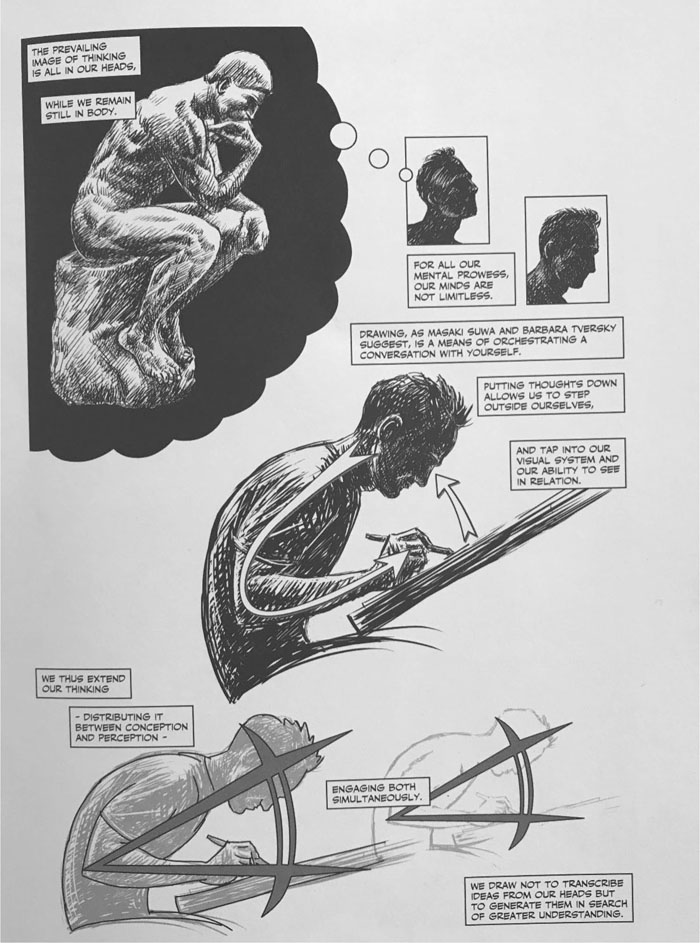 THE PREVAILING
IMAGE OF THINKING
IS ALL IN OUR HEADS,
WHILE WE REMAIN
STILL IN BODY.
FOR ALL OUR
MENTAL PROWESS,
OUR MINDS ARE
NOT LIMITLESS.
DRAWING, AS MASAKI SUWA AND BARBARA TVERSKY
SUGGEST, IS A MEANS OF ORCHESTRATING A
CONVERSATION WITH YOURSELF.
PUTTING THOUGHTS DOWN
ALLOWS US TO STEP
OUTSIDE OURSELVES,
AND TAP INTO OUR
VISUAL SYSTEM AND
OUR ABILITY TO SEE
IN RELATION.
WE THUS EXTEND
OUR THINKING
- DISTRIBUTING IT
BETWEEN CONCEPTION
AND PERCEPTION -
ENGAGING BOTH
SIMULTANEOUSLY.
WE DRAW NOT TO TRANSCRIBE
IDEAS FROM OUR HEADS BUT
TO GENERATE THEM IN SEARCH
OF GREATER UNDERSTANDING.